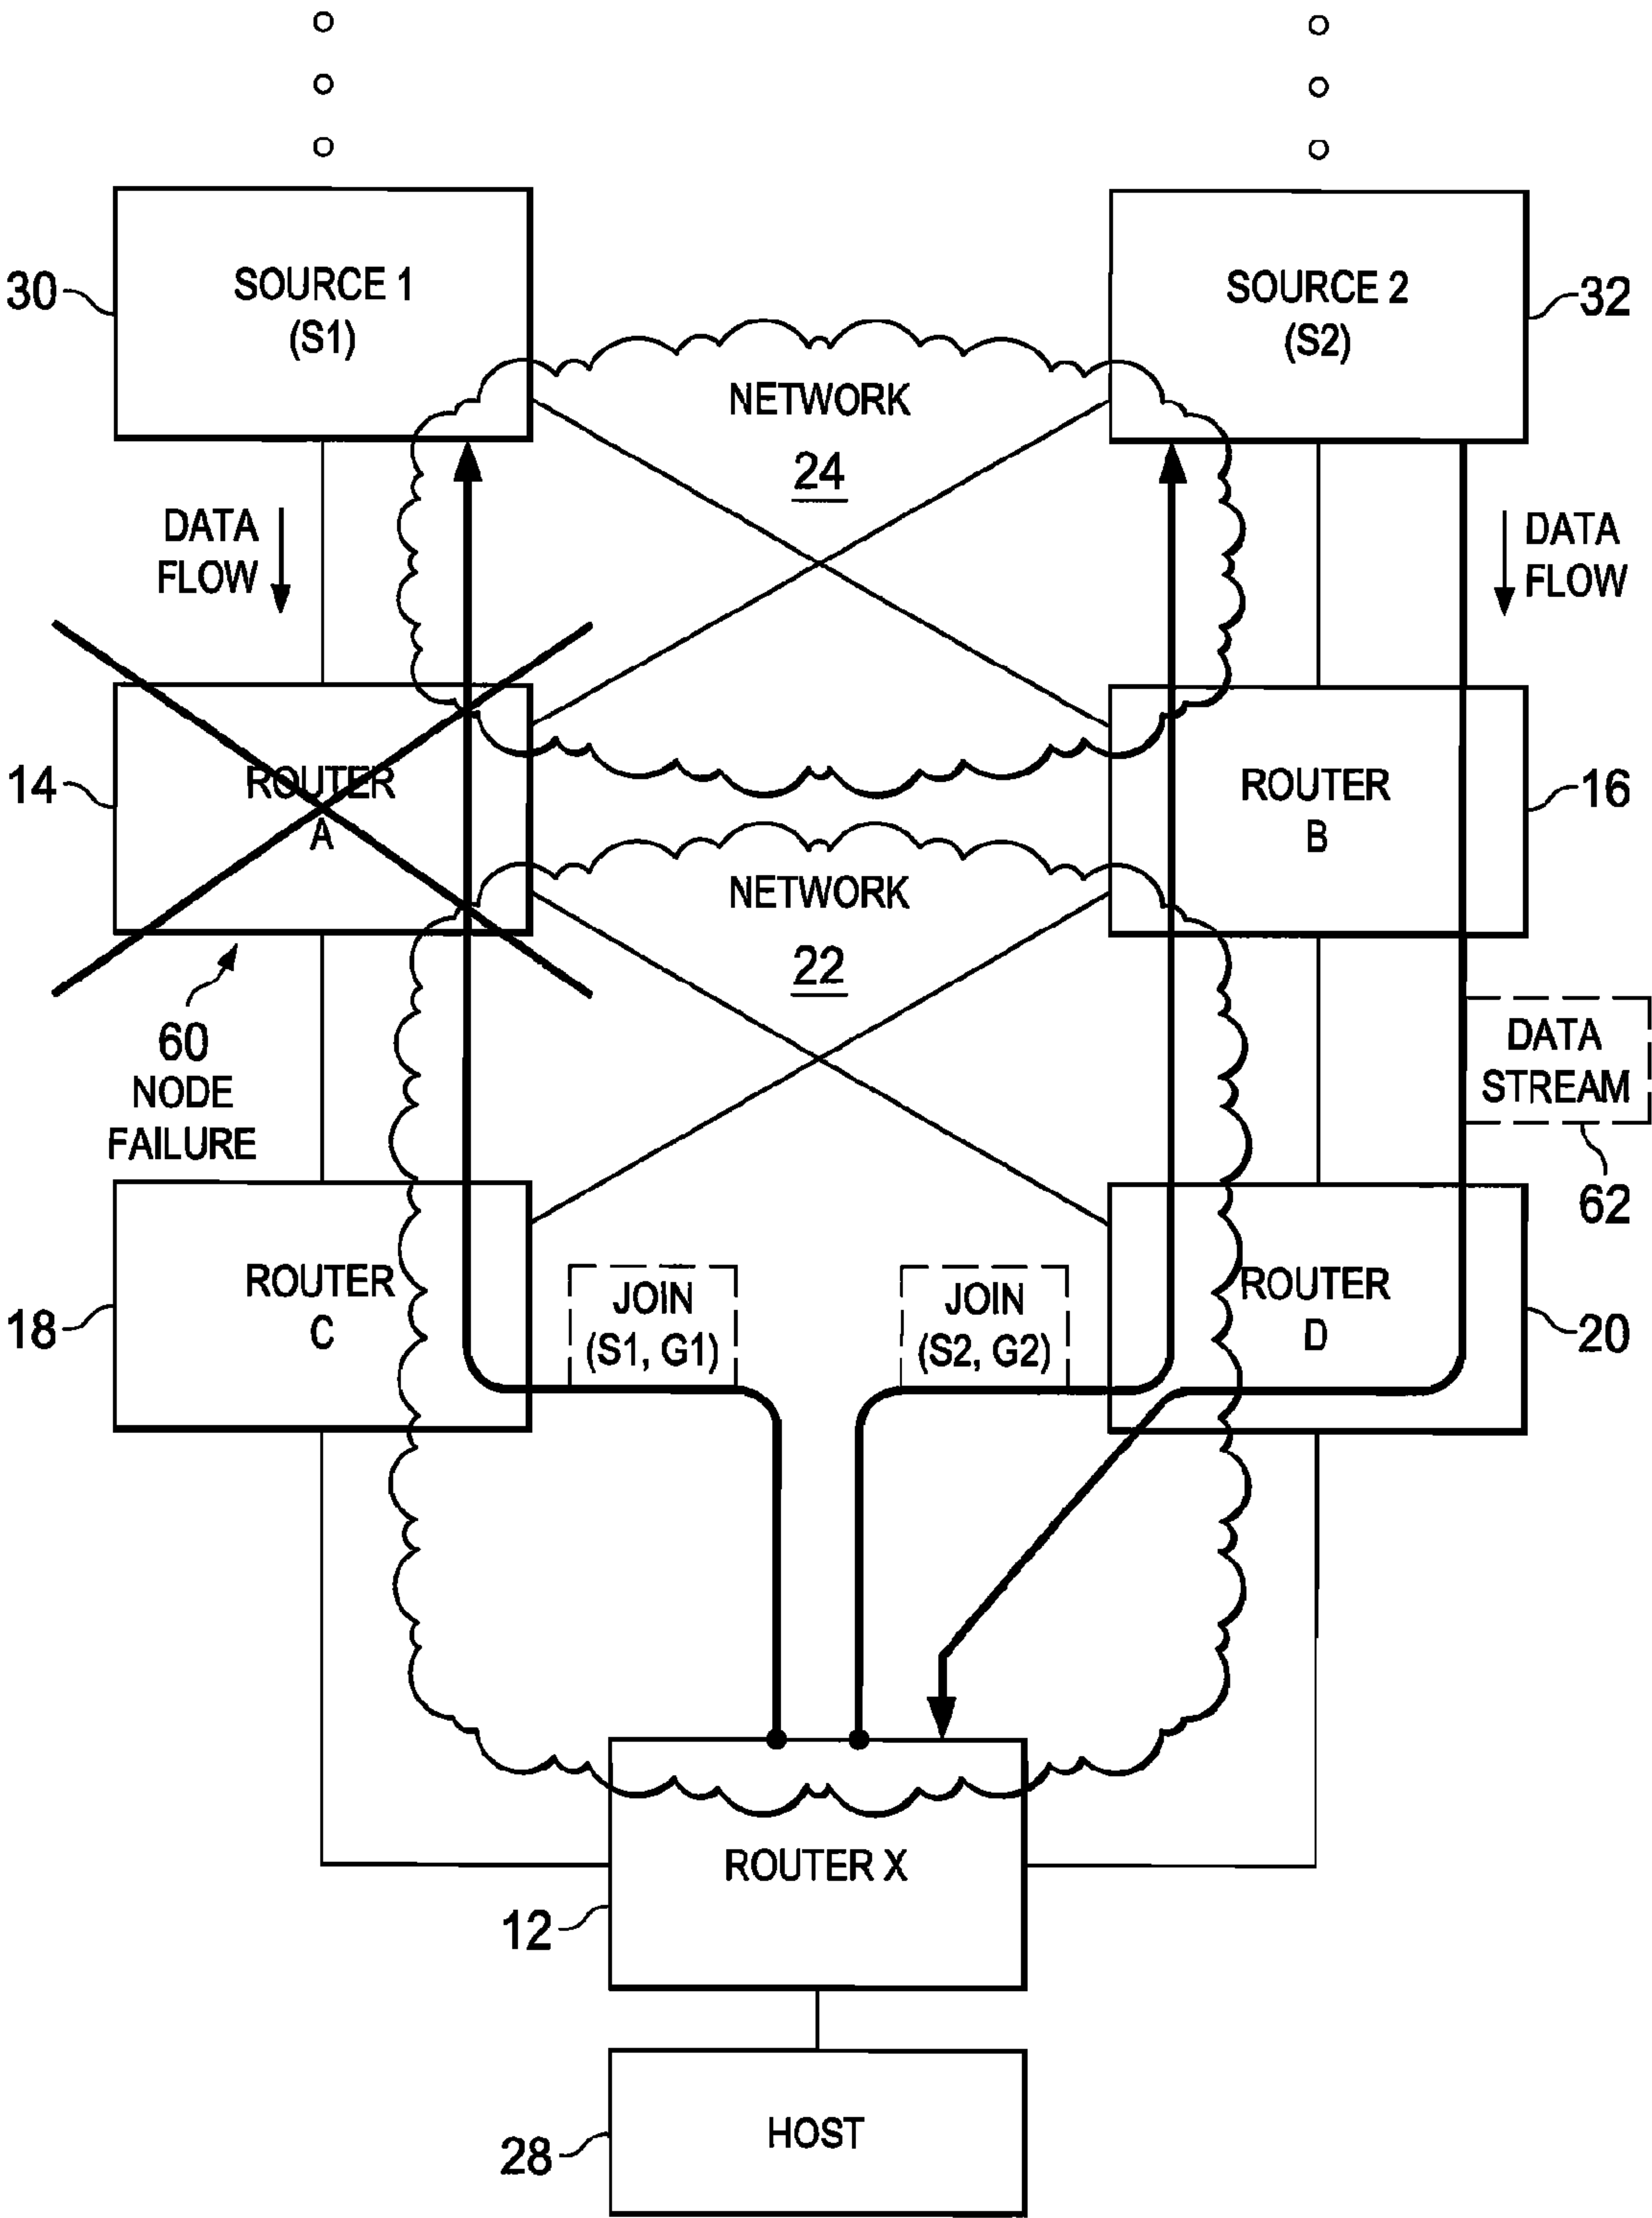 SOURCE 1
(S1)
30
SOURCE 2
(S2)
32
NETWORK
24
DATA
FLOW
DATA
FLOW
14
ROUTER
A
ROUTER
B
16
NETWORK
22
60
NODE
FAILURE
DATA
STREAM
62
18
ROUTER
C
JOIN
(S1, G1)
JOIN
(S2, G2)
ROUTER
D
20
ROUTER X
12
HOST
28